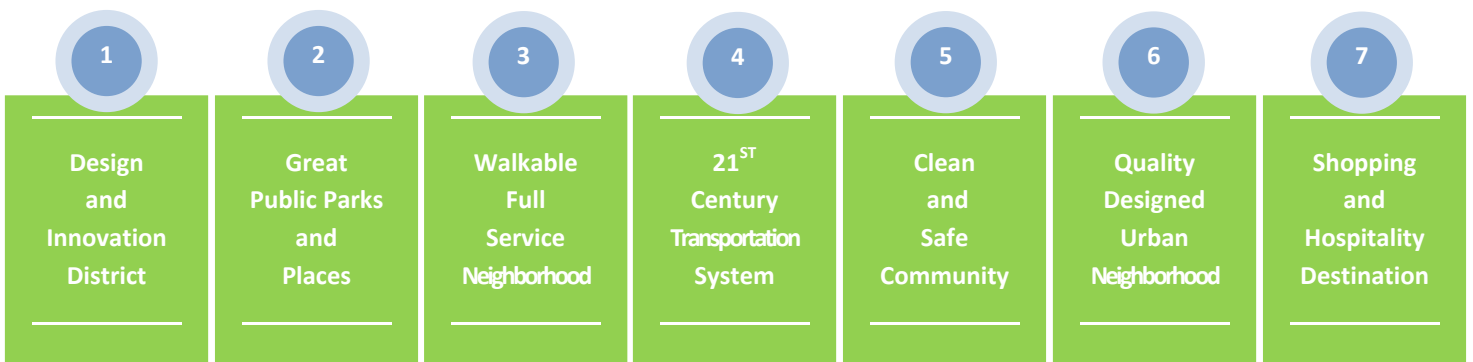 1
Design
and
Innovation
District
2
Great
Public Parks
and
Places
3
Walkable
Full
Service
Neighborhood
4
21ST
Century
Transportation
System
5
Clean
and
Safe
Community
6
Quality
Designed
Urban
Neighborhood
7
Shopping
and
Hospitality
Destination